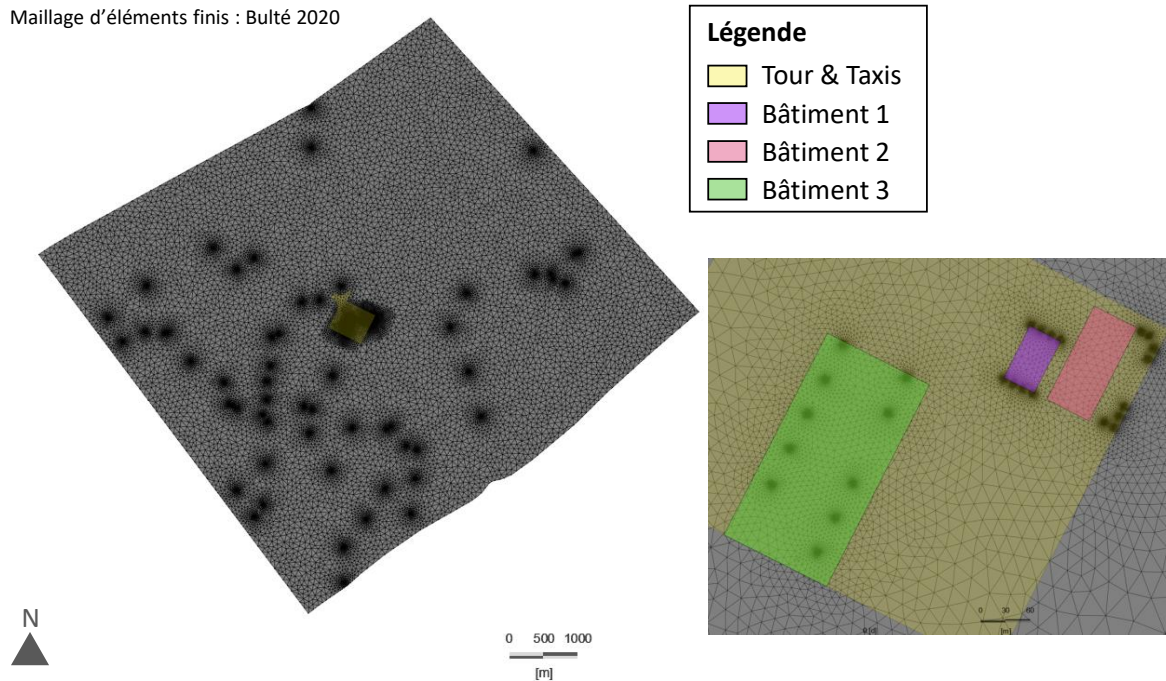 Maillage d’éléments finis : Bulté 2020
Légende
Tour & Taxis
Bâtiment 1
Bâtiment 2
Bâtiment 3
N
0 500 1000
[m]
0 30 60
[m]